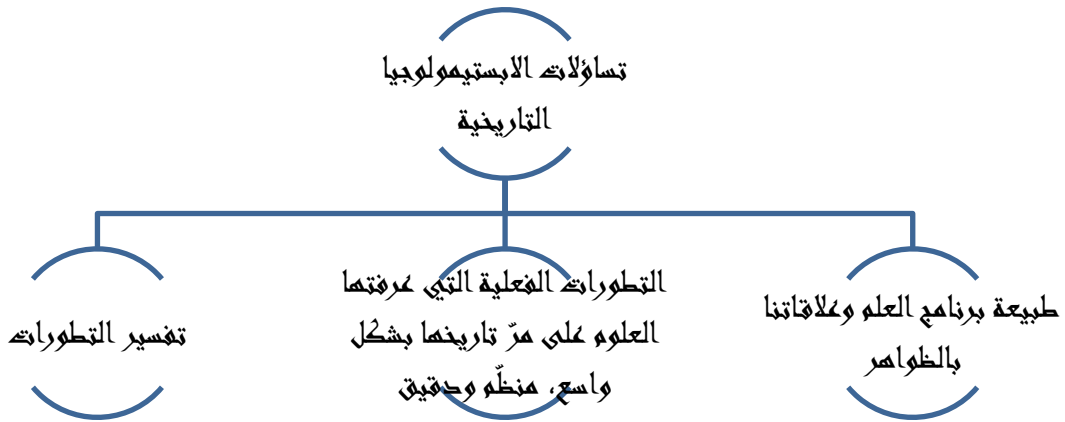 تساؤلات الابستيمولوجيا
التاريخية
طبيعة برنامج العلم وعلاقاتنا
بالظواهر
التطورات الفعلية التي عرفتها
العلوم على مرّ تاريخها بشكل
واسع، منظّم ودقيق
تفسير التطورات